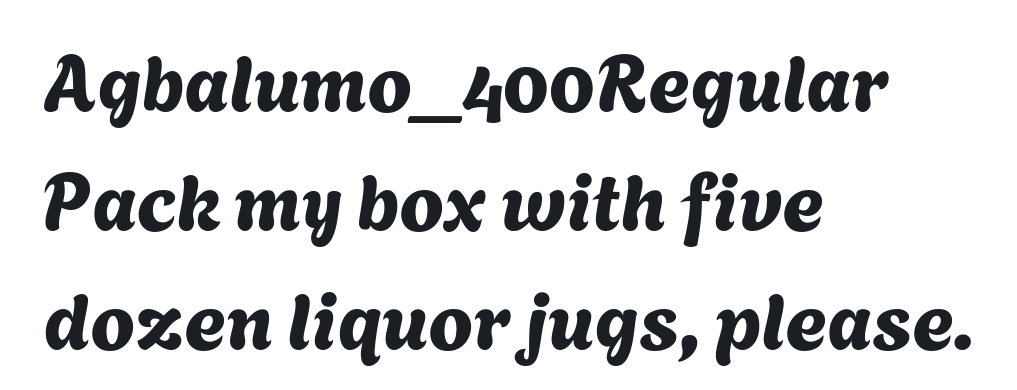 Agbalumo_400Regular
Pack my box with five
dozen liquor jugs, please.